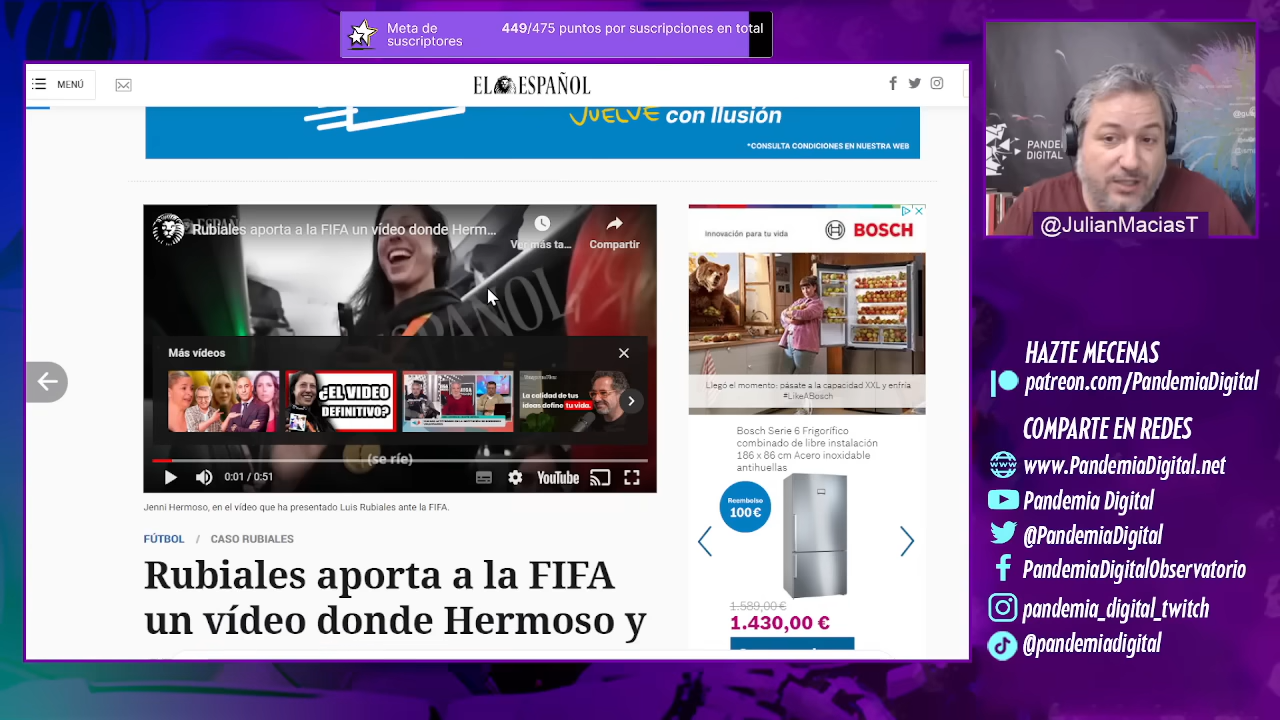 Meta de
suscriptores
449/475 puntos por suscripciones en total
MENÚ
EL ESPAÑOL
VUELVE con Ilusión
*CONSULTA CONDICIONES EN NUESTRA WEB
Rubiales aporta a la FIFA un vídeo donde Herm...
Ver más ta...
Compartir
Más vídeos
¿EL VIDEO
DEFINITIVO?
La calidad de tus
ideas define tu vida.
(se ríe)
0:01 / 0:51
YouTube
Jenni Hermoso, en el vídeo que ha presentado Luis Rubiales ante la FIFA.
FÚTBOL / CASO RUBIALES
Rubiales aporta a la FIFA
un vídeo donde Hermoso y
Innovación para tu vida
BOSCH
Llegó el momento: pásate a la capacidad XXL y enfría
#LikeABosch
Bosch Serie 6 Frigorífico
combinado de libre instalación
186 x 86 cm Acero inoxidable
antihuellas
Reembolso
100 €
1.589,00 €
1.430,00 €
PANDEM
DIGITAL
@JulianMaciasT
HAZTE MECENAS
patreon.com/PandemiaDigital
COMPARTE EN REDES
www.PandemiaDigital.net
Pandemia Digital
@PandemiaDigital
PandemiaDigitalObservatorio
pandemia_digital_twitch
@pandemiadigital